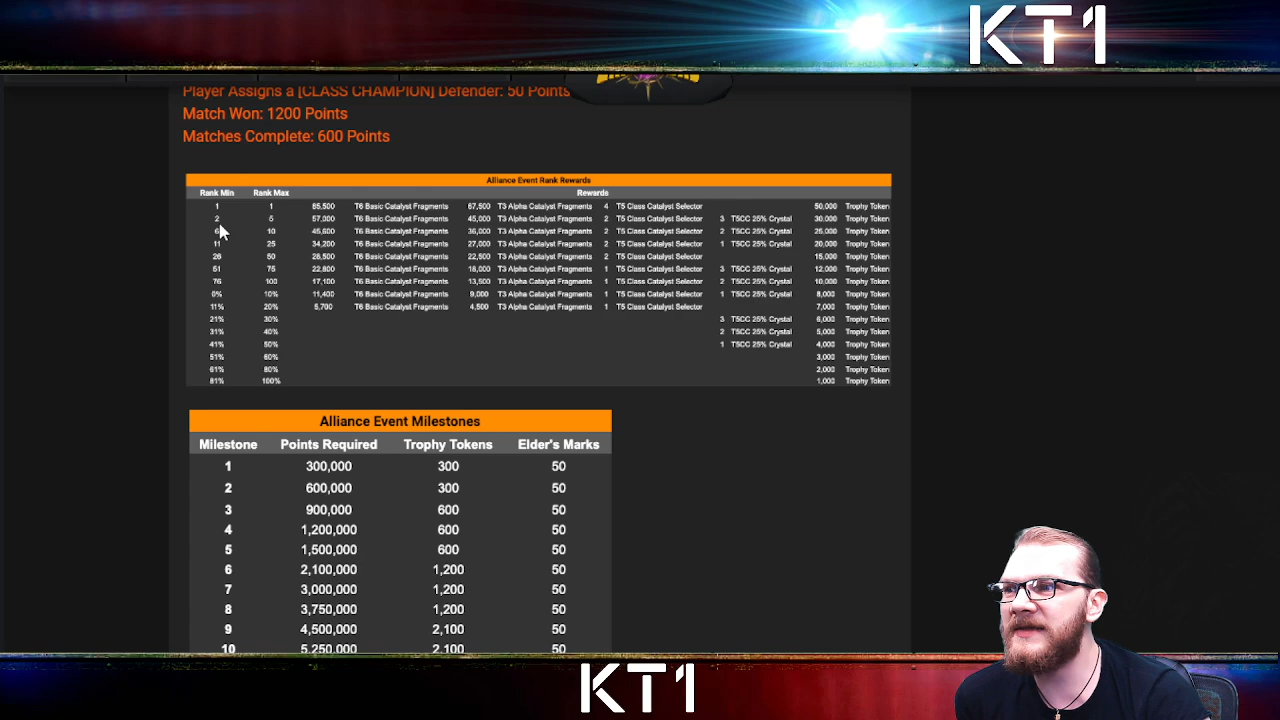 KT1
Player Assigns a [CLASS CHAMPION] Defender: 50 Points
Match Won: 1200 Points
Matches Complete: 600 Points
Alliance Event Rank Rewards
Rank Min Rank Max Rewards
1 1 85,500 T6 Basic Catalyst Fragments 67,500 T3 Alpha Catalyst Fragments 4 T5 Class Catalyst Selector 50,000 Trophy Token
2 5 57,000 T6 Basic Catalyst Fragments 45,000 T3 Alpha Catalyst Fragments 2 T5 Class Catalyst Selector 3 T5CC 25% Crystal 30,000 Trophy Token
6 10 45,600 T6 Basic Catalyst Fragments 36,000 T3 Alpha Catalyst Fragments 2 T5 Class Catalyst Selector 2 T5CC 25% Crystal 25,000 Trophy Token
11 25 34,200 T6 Basic Catalyst Fragments 27,000 T3 Alpha Catalyst Fragments 2 T5 Class Catalyst Selector 1 T5CC 25% Crystal 20,000 Trophy Token
26 50 28,500 T6 Basic Catalyst Fragments 22,500 T3 Alpha Catalyst Fragments 2 T5 Class Catalyst Selector 15,000 Trophy Token
51 75 22,800 T6 Basic Catalyst Fragments 18,000 T3 Alpha Catalyst Fragments 1 T5 Class Catalyst Selector 3 T5CC 25% Crystal 12,000 Trophy Token
76 100 17,100 T6 Basic Catalyst Fragments 13,500 T3 Alpha Catalyst Fragments 1 T5 Class Catalyst Selector 2 T5CC 25% Crystal 10,000 Trophy Token
0% 10% 11,400 T6 Basic Catalyst Fragments 9,000 T3 Alpha Catalyst Fragments 1 T5 Class Catalyst Selector 1 T5CC 25% Crystal 8,000 Trophy Token
11% 20% 5,700 T6 Basic Catalyst Fragments 4,500 T3 Alpha Catalyst Fragments 1 T5 Class Catalyst Selector 7,000 Trophy Token
21% 30% 3 T5CC 25% Crystal 6,000 Trophy Token
31% 40% 2 T5CC 25% Crystal 5,000 Trophy Token
41% 50% 1 T5CC 25% Crystal 4,000 Trophy Token
51% 60% 3,000 Trophy Token
61% 80% 2,000 Trophy Token
81% 100% 1,000 Trophy Token
Alliance Event Milestones
Milestone Points Required Trophy Tokens Elder's Marks
1 300,000 300 50
2 600,000 300 50
3 900,000 600 50
4 1,200,000 600 50
5 1,500,000 600 50
6 2,100,000 1,200 50
7 3,000,000 1,200 50
8 3,750,000 1,200 50
9 4,500,000 2,100 50
10 5,250,000 2,100 50
KT1